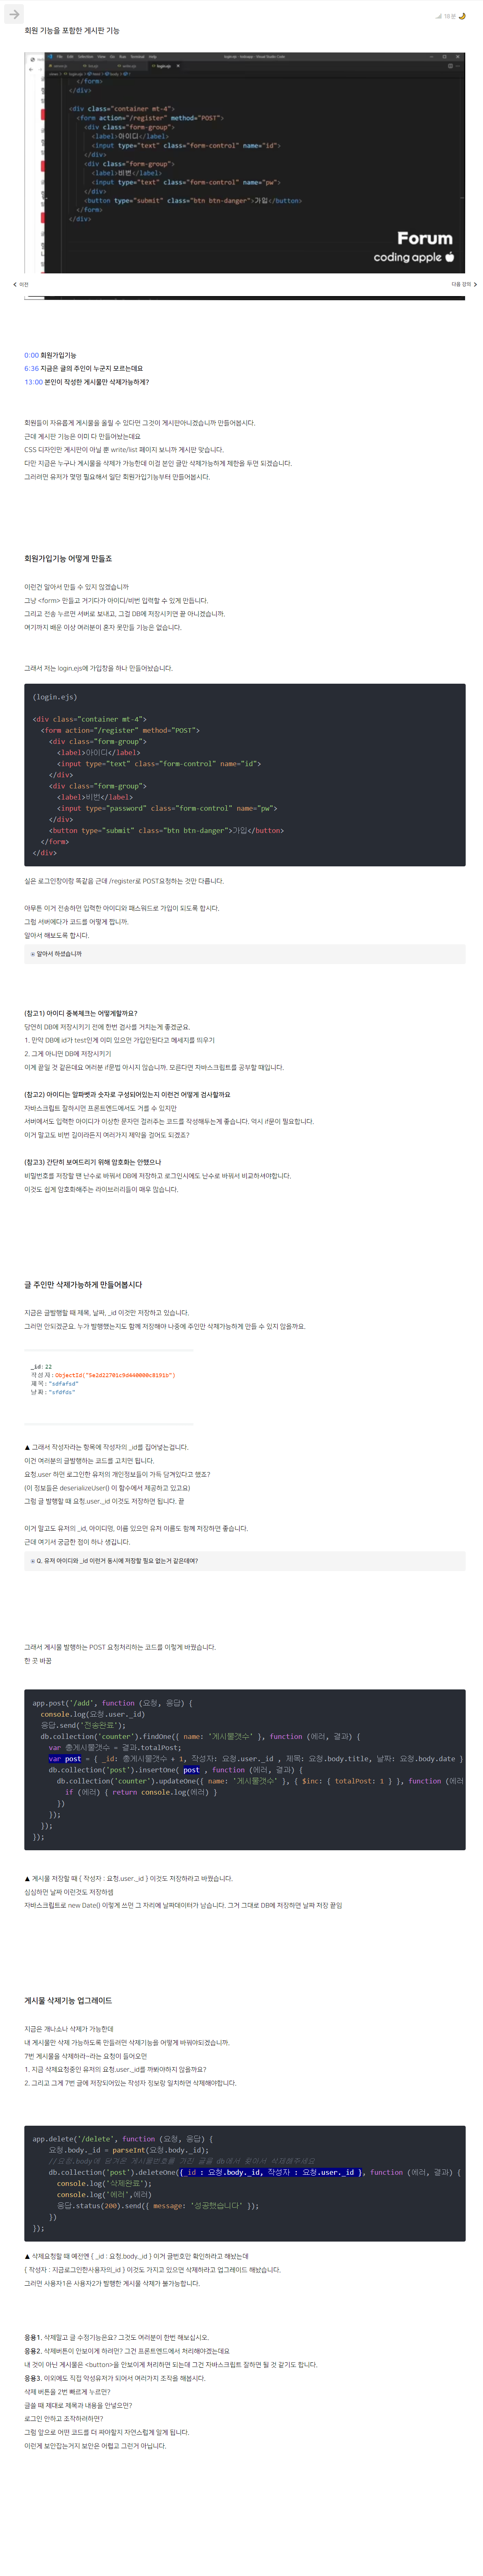 18분
회원 기능을 포함한 게시판 기능
</form>
</div>
<div class="container mt-4">
<form action="/register" method="POST">
<div class="form-group">
<label>아이디</label>
<input type="text" class="form-control" name="id">
</div>
<div class="form-group">
<label>비번</label>
<input type="text" class="form-control" name="pw">
</div>
<button type="submit" class="btn btn-danger">가입</button>
</form>
</div>
Forum
coding apple
이전
다음 강의
0:00 회원가입기능
6:36 지금은 글의 주인이 누군지 모르는데요
13:00 본인이 작성한 게시물만 삭제가능하게?
회원들이 자유롭게 게시물을 올릴 수 있다면 그것이 게시판아니겠습니까 만들어봅시다.
근데 게시판 기능은 이미 다 만들어놨는데요
CSS 디자인만 게시판이 아닐 뿐 write/list 페이지 보니까 게시판 맞습니다.
다만 지금은 누구나 게시물을 삭제가 가능한데 이걸 본인 글만 삭제가능하게 제한을 두면 되겠습니다.
그러려면 유저가 몇명 필요해서 일단 회원가입기능부터 만들어봅시다.
회원가입기능 어떻게 만들죠
이런건 알아서 만들 수 있지 않겠습니까
그냥 <form> 만들고 거기다가 아이디/비번 입력할 수 있게 만듭니다.
그리고 전송 누르면 서버로 보내고, 그걸 DB에 저장시키면 끝 아니겠습니까.
여기까지 배운 이상 여러분이 혼자 못만들 기능은 없습니다.
그래서 저는 login.ejs에 가입창을 하나 만들어놨습니다.
(login.ejs)
<div class="container mt-4">
<form action="/register" method="POST">
<div class="form-group">
<label>아이디</label>
<input type="text" class="form-control" name="id">
</div>
<div class="form-group">
<label>비번</label>
<input type="password" class="form-control" name="pw">
</div>
<button type="submit" class="btn btn-danger">가입</button>
</form>
</div>
실은 로그인창이랑 똑같음 근데 /register로 POST요청하는 것만 다릅니다.
아무튼 이거 전송하면 입력한 아이디와 패스워드로 가입이 되도록 합시다.
그럼 서버에다가 코드를 어떻게 짭니까.
알아서 해보도록 합시다.
알아서 하셨습니까
(참고1) 아이디 중복체크는 어떻게할까요?
당연히 DB에 저장시키기 전에 한번 검사를 거치는게 좋겠군요.
1. 만약 DB에 id가 test인게 이미 있으면 가입안된다고 메세지를 띄우기
2. 그게 아니면 DB에 저장시키기
이게 끝일 것 같은데요 여러분 if문법 아시지 않습니까. 모른다면 자바스크립트를 공부할 때입니다.
(참고2) 아이디는 알파벳과 숫자로 구성되어있는지 이런건 어떻게 검사할까요
자바스크립트 잘하시면 프론트엔드에서도 거를 수 있지만
서버에서도 입력한 아이디가 이상한 문자면 걸러주는 코드를 작성해두는게 좋습니다. 역시 if문이 필요합니다.
이거 말고도 비번 길이라든지 여러가지 제약을 걸어도 되겠죠?
(참고3) 간단히 보여드리기 위해 암호화는 안했으나
비밀번호를 저장할 땐 난수로 바꿔서 DB에 저장하고 로그인시에도 난수로 바꿔서 비교하셔야합니다.
이것도 쉽게 암호화해주는 라이브러리들이 매우 많습니다.
글 주인만 삭제가능하게 만들어봅시다
지금은 글발행할 때 제목, 날짜, _id 이것만 저장하고 있습니다.
그러면 안되겠군요. 누가 발행했는지도 함께 저장해야 나중에 주인만 삭제가능하게 만들 수 있지 않을까요.
_id: 22
작성자: ObjectId("5e2d22701c9d440000c8191b")
제목: "sdfafsd"
날짜: "sfdfds"
▲ 그래서 작성자라는 항목에 작성자의 _id를 집어넣는겁니다.
이건 여러분의 글발행하는 코드를 고치면 됩니다.
요청.user 하면 로그인한 유저의 개인정보들이 가득 담겨있다고 했죠?
(이 정보들은 deserializeUser() 이 함수에서 제공하고 있고요)
그럼 글 발행할 때 요청.user._id 이것도 저장하면 됩니다. 끝
이거 말고도 유저의 _id, 아이디명, 이름 있으면 유저 이름도 함께 저장하면 좋습니다.
근데 여기서 궁금한 점이 하나 생깁니다.
Q. 유저 아이디와 _id 이런거 동시에 저장할 필요 없는거 같은데여?
그래서 게시물 발행하는 POST 요청처리하는 코드를 이렇게 바꿨습니다.
한 곳 바꿈
app.post('/add', function (요청, 응답) {
console.log(요청.user._id)
응답.send('전송완료');
db.collection('counter').findOne({ name: '게시물갯수' }, function (에러, 결과) {
var 총게시물갯수 = 결과.totalPost;
var post = { _id: 총게시물갯수 + 1, 작성자: 요청.user._id , 제목: 요청.body.title, 날짜: 요청.body.date }
db.collection('post').insertOne( post , function (에러, 결과) {
db.collection('counter').updateOne({ name: '게시물갯수' }, { $inc: { totalPost: 1 } }, function (에러
if (에러) { return console.log(에러) }
})
});
});
});
▲ 게시물 저장할 때 { 작성자 : 요청.user._id } 이것도 저장하라고 바꿨습니다.
심심하면 날짜 이런것도 저장하셈
자바스크립트로 new Date() 이렇게 쓰면 그 자리에 날짜데이터가 남습니다. 그거 그대로 DB에 저장하면 날짜 저장 끝임
게시물 삭제기능 업그레이드
지금은 개나소나 삭제가 가능한데
내 게시물만 삭제 가능하도록 만들려면 삭제기능을 어떻게 바꿔야되겠습니까.
7번 게시물을 삭제하라~라는 요청이 들어오면
1. 지금 삭제요청중인 유저의 요청.user._id를 까봐야하지 않을까요?
2. 그리고 그게 7번 글에 저장되어있는 작성자 정보랑 일치하면 삭제해야합니다.
app.delete('/delete', function (요청, 응답) {
요청.body._id = parseInt(요청.body._id);
//요청.body에 담겨온 게시물번호를 가진 글을 db에서 찾아서 삭제해주세요
db.collection('post').deleteOne({_id : 요청.body._id, 작성자 : 요청.user._id }, function (에러, 결과) {
console.log('삭제완료');
console.log('에러',에러)
응답.status(200).send({ message: '성공했습니다' });
})
});
▲ 삭제요청할 때 예전엔 { _id : 요청.body._id } 이거 글번호만 확인하라고 해놨는데
{ 작성자 : 지금로그인한사용자의_id } 이것도 가지고 있으면 삭제하라고 업그레이드 해놨습니다.
그러면 사용자1은 사용자2가 발행한 게시물 삭제가 불가능합니다.
응용1. 삭제말고 글 수정기능은요? 그것도 여러분이 한번 해보십시오.
응용2. 삭제버튼이 안보이게 하려면? 그건 프론트엔드에서 처리해야겠는데요
내 것이 아닌 게시물은 <button>을 안보이게 처리하면 되는데 그건 자바스크립트 잘하면 될 것 같기도 합니다.
응용3. 이외에도 직접 악성유저가 되어서 여러가지 조작을 해봅시다.
삭제 버튼을 2번 빠르게 누르면?
글쓸 때 제대로 제목과 내용을 안넣으면?
로그인 안하고 조작하려하면?
그럼 앞으로 어떤 코드를 더 짜야할지 자연스럽게 알게 됩니다.
이런게 보안잡는거지 보안은 어렵고 그런거 아닙니다.